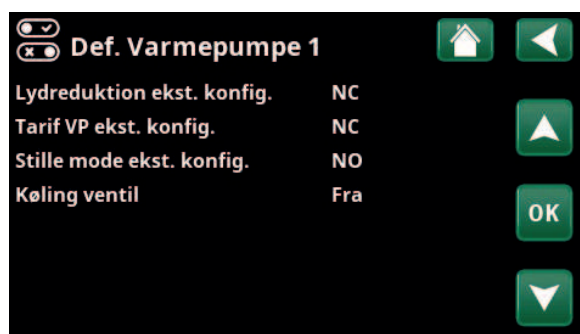 Def. Varmepumpe 1
Lydreduktion ekst. konfig. NC
Tarif VP ekst. konfig. NC
Stille mode ekst. konfig. NO
Køling ventil Fra
OK